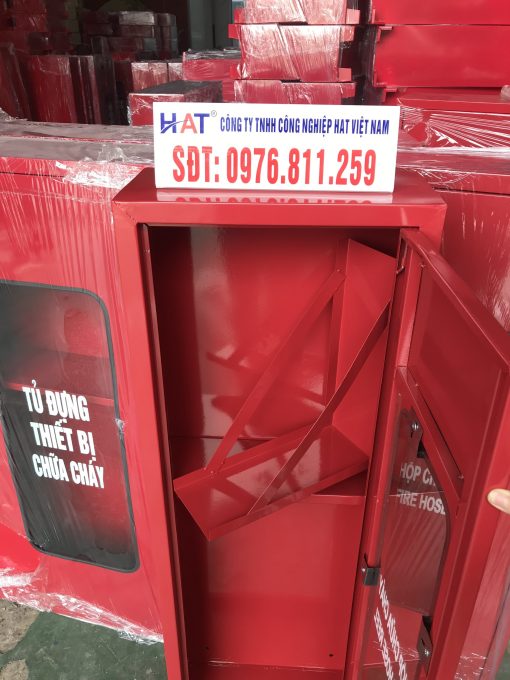 HAT® CÔNG TY TNHH CÔNG NGHIỆP HAT VIỆT NAM
SĐT: 0976.811.259
TỦ ĐỰNG
THIẾT BỊ
CHỮA CHÁY
HỘP
FIRE HOSE